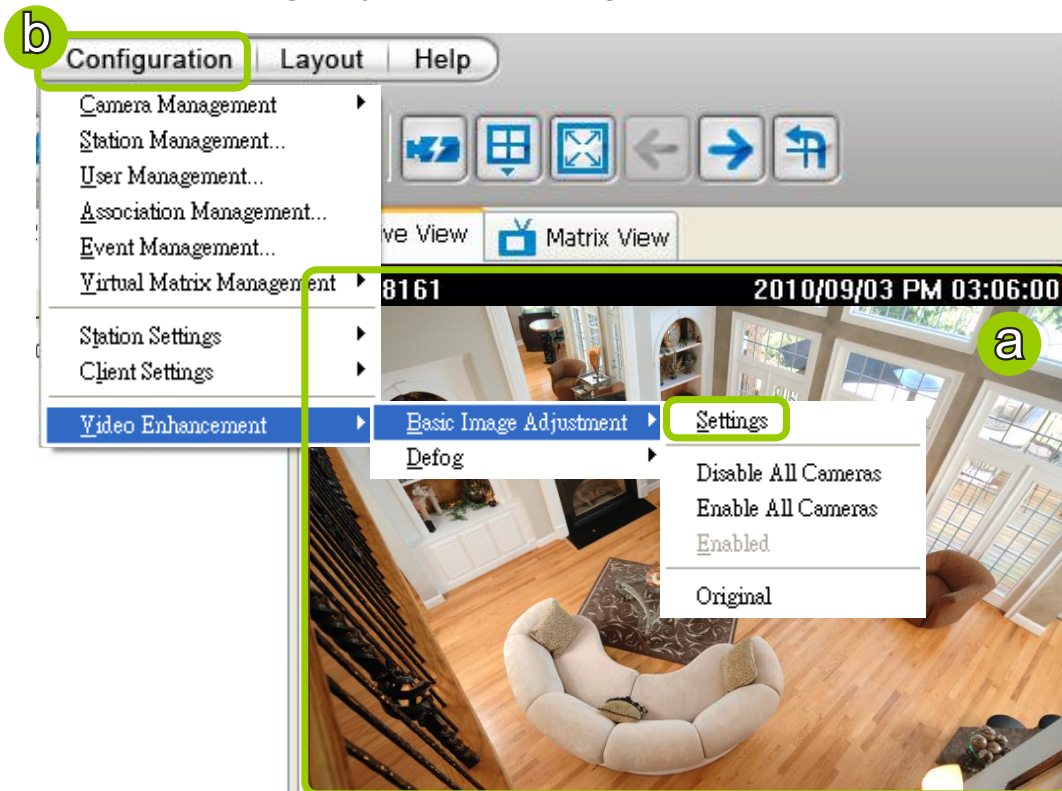 b
Configuration Layout Help
Camera Management
Station Management...
User Management...
Association Management...
Event Management...
Virtual Matrix Management
Station Settings
Client Settings
Video Enhancement
ve View
Matrix View
8161 2010/09/03 PM 03:06:00
a
Basic Image Adjustment
Defog
Settings
Disable All Cameras
Enable All Cameras
Enabled
Original